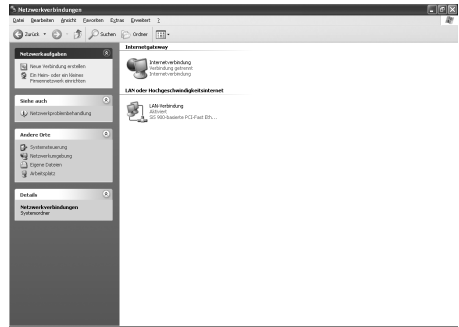 Netzwerkverbindungen
Datei Bearbeiten Ansicht Favoriten Extras Erweitert ?
Zurück Suchen Ordner
Netzwerkaufgaben
Neue Verbindung erstellen
Ein Heim- oder ein kleines
Firmennetzwerk einrichten
Siehe auch
Netzwerkproblembehandlung
Andere Orte
Systemsteuerung
Netzwerkumgebung
Eigene Dateien
Arbeitsplatz
Details
Netzwerkverbindungen
Systemordner
Internetgateway
Internetverbindung
Verbindung getrennt
Internetverbindung
LAN oder Hochgeschwindigkeitsinternet
LAN-Verbindung
Aktiviert
SiS 900-basierte PCI-Fast Eth...